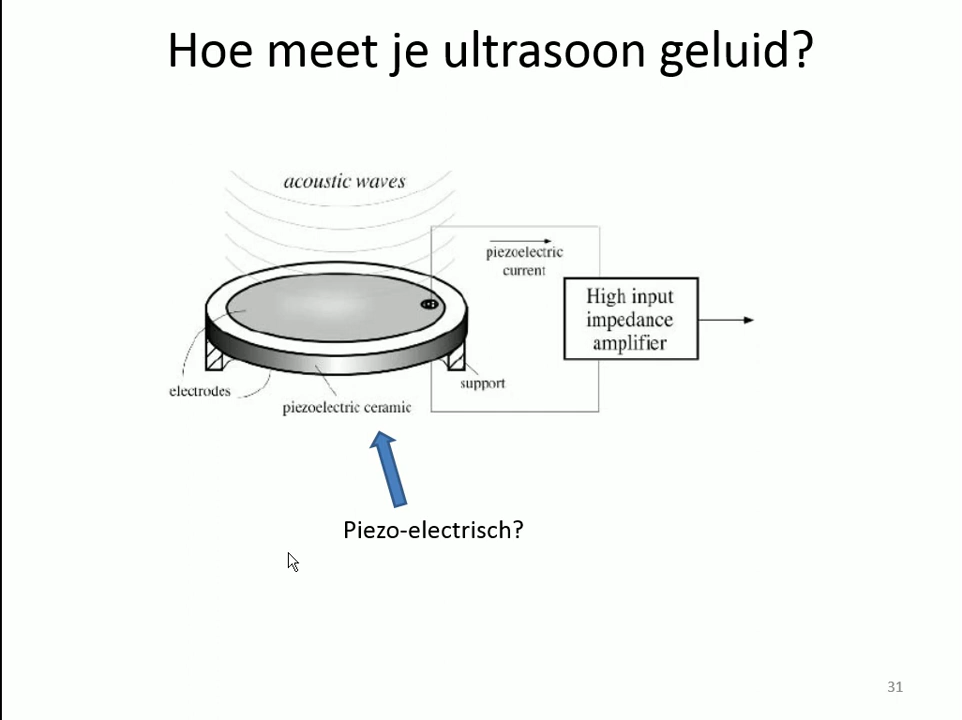 Hoe meet je ultrasoon geluid?
acoustic waves
piezoelectric
current
High input
impedance
amplifier
electrodes
support
piezoelectric ceramic
Piezo-electrisch?
31